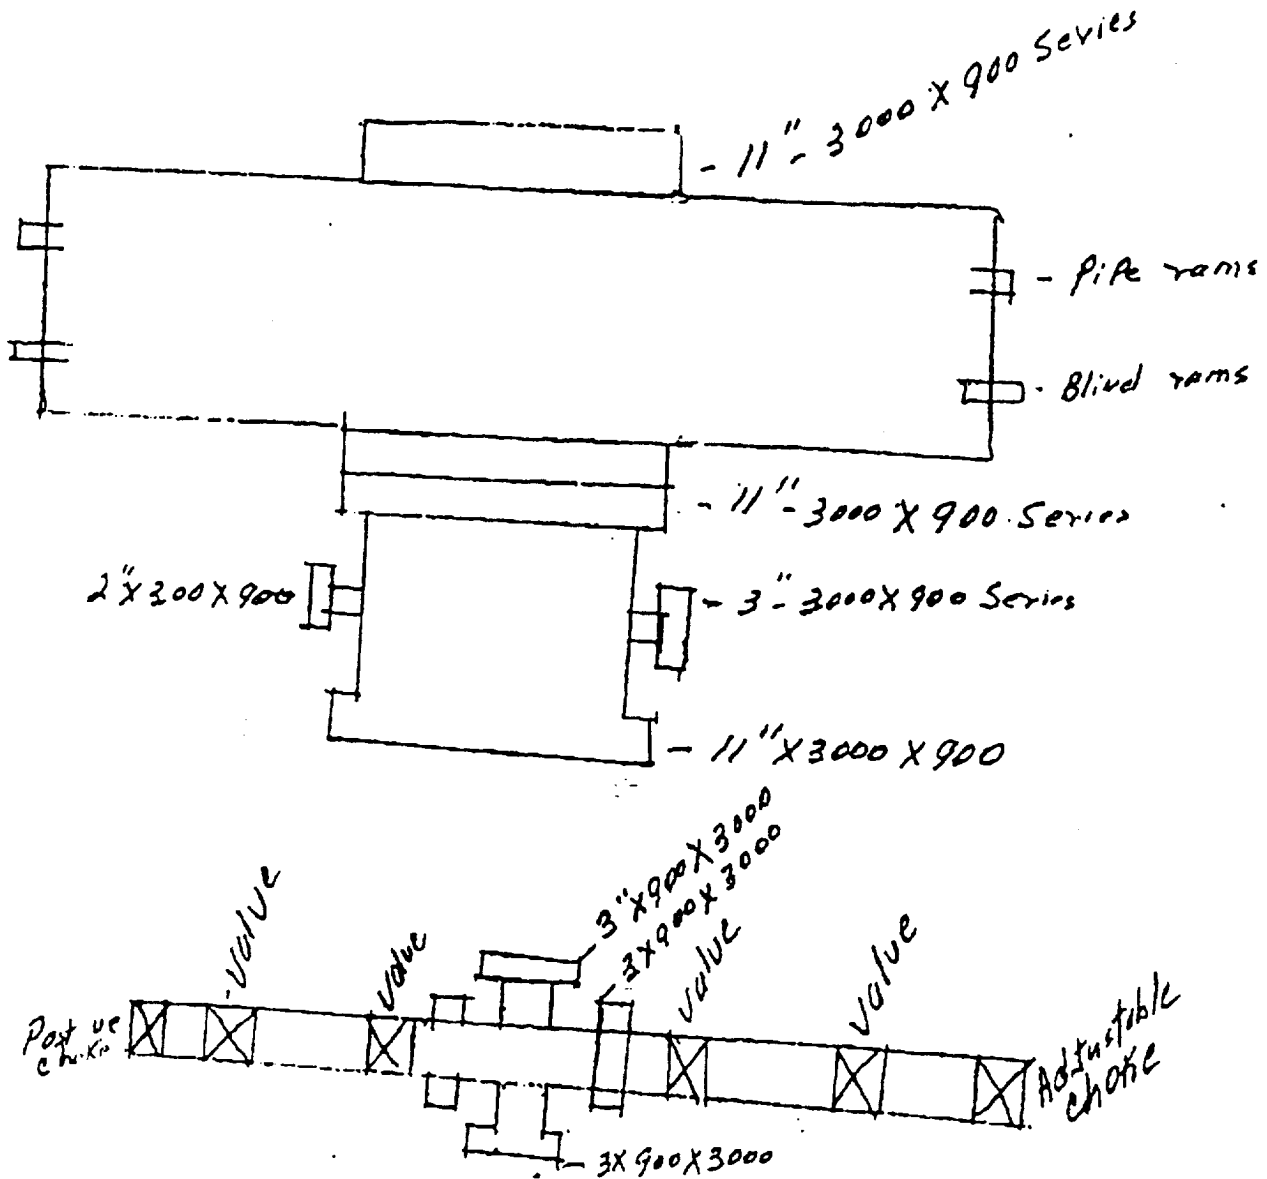 - 11" - 3000 X 900 Series
- Pipe rams
- Blind rams
- 11" - 3000 X 900 Series
2" X 300 X 900
- 3" - 3000 X 900 Series
- 11" X 3000 X 900
- 3" X 900 X 3000
3 X 900 X 3000
- valve
valve
valve
valve
choke
Adjustable
choke
- 3 X 900 X 3000